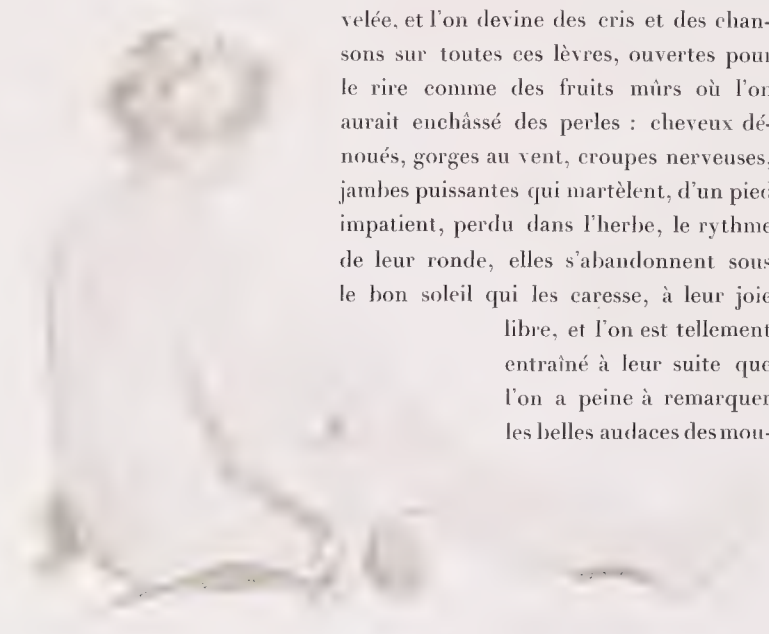 velée, et l'on devine des cris et des chan-
sons sur toutes ces lèvres, ouvertes pour
le rire comme des fruits mûrs où l'on
aurait enchâssé des perles : cheveux dé-
noués, gorges au vent, croupes nerveuses,
jambes puissantes qui martèlent, d'un pied
impatient, perdu dans l'herbe, le rythme
de leur ronde, elles s'abandonnent sous
le bon soleil qui les caresse, à leur joie
libre, et l'on est tellement
entraîné à leur suite que
l'on a peine à remarquer
les belles audaces des mou-